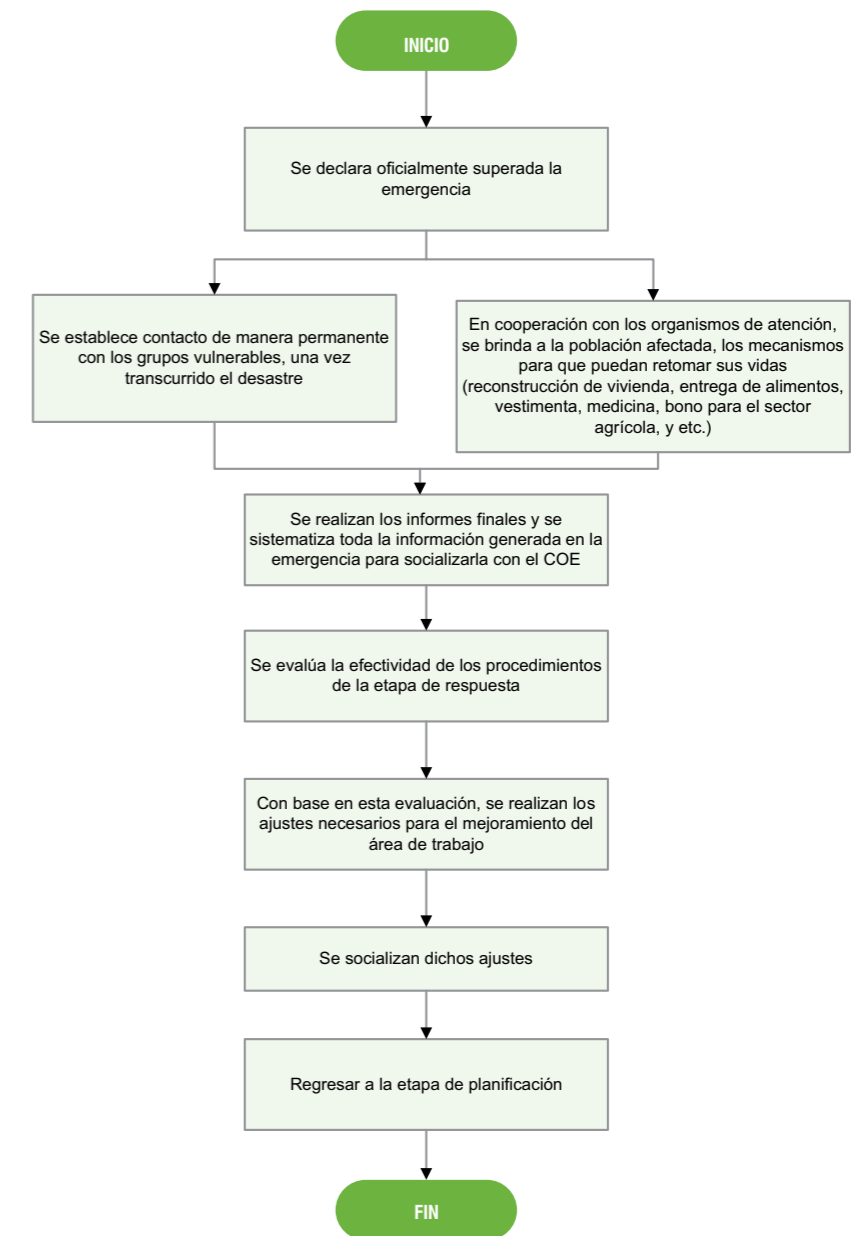 INICIO
Se declara oficialmente superada la
emergencia
Se establece contacto de manera permanente
con los grupos vulnerables, una vez
transcurrido el desastre
En cooperación con los organismos de atención,
se brinda a la población afectada, los mecanismos
para que puedan retomar sus vidas
(reconstrucción de vivienda, entrega de alimentos,
vestimenta, medicina, bono para el sector
agrícola, y etc.)
Se realizan los informes finales y se
sistematiza toda la información generada en la
emergencia para socializarla con el COE
Se evalúa la efectividad de los procedimientos
de la etapa de respuesta
Con base en esta evaluación, se realizan los
ajustes necesarios para el mejoramiento del
área de trabajo
Se socializan dichos ajustes
Regresar a la etapa de planificación
FIN